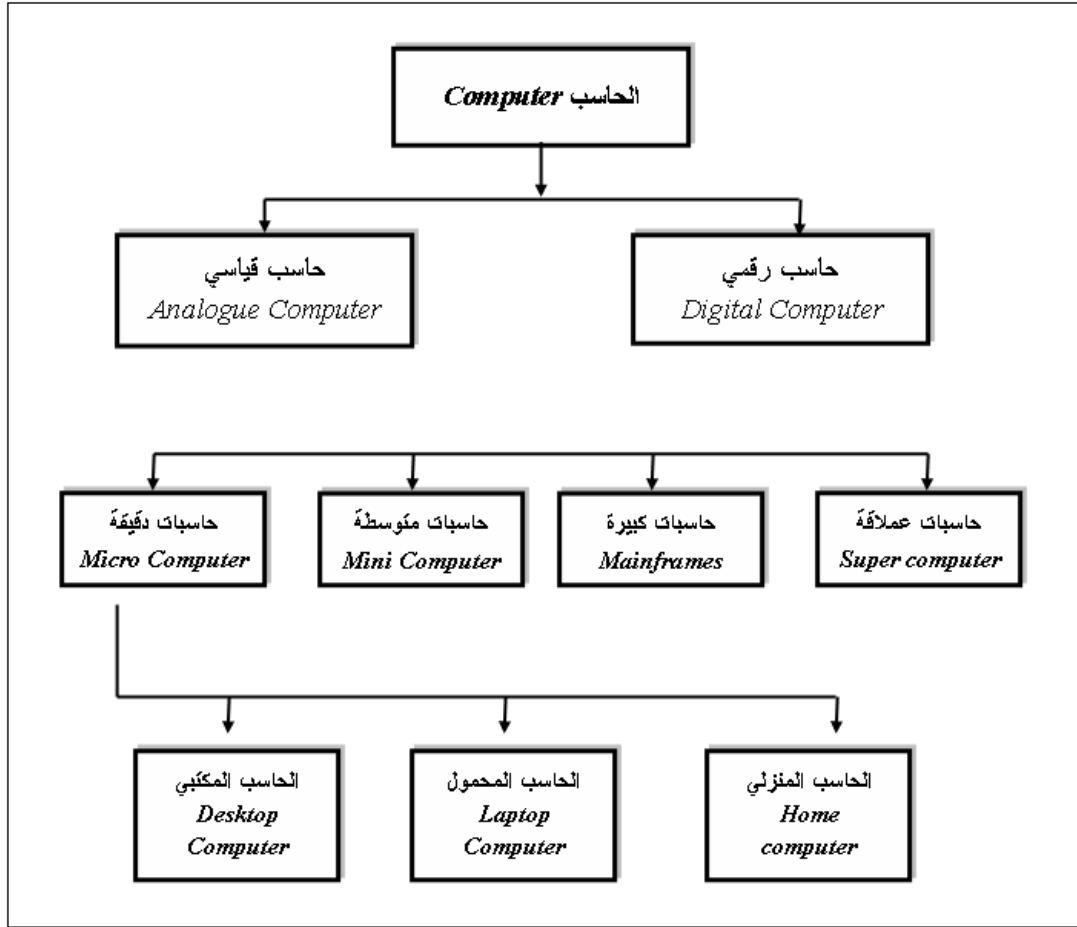 الحاسب Computer
حاسب رقمي
Digital Computer
حاسب قياسي
Analogue Computer
حاسبات عملاقة
Super computer
حاسبات كبيرة
Mainframes
حاسبات متوسطة
Mini Computer
حاسبات دقيقة
Micro Computer
الحاسب المنزلي
Home
computer
الحاسب المحمول
Laptop
Computer
الحاسب المكتبي
Desktop
Computer